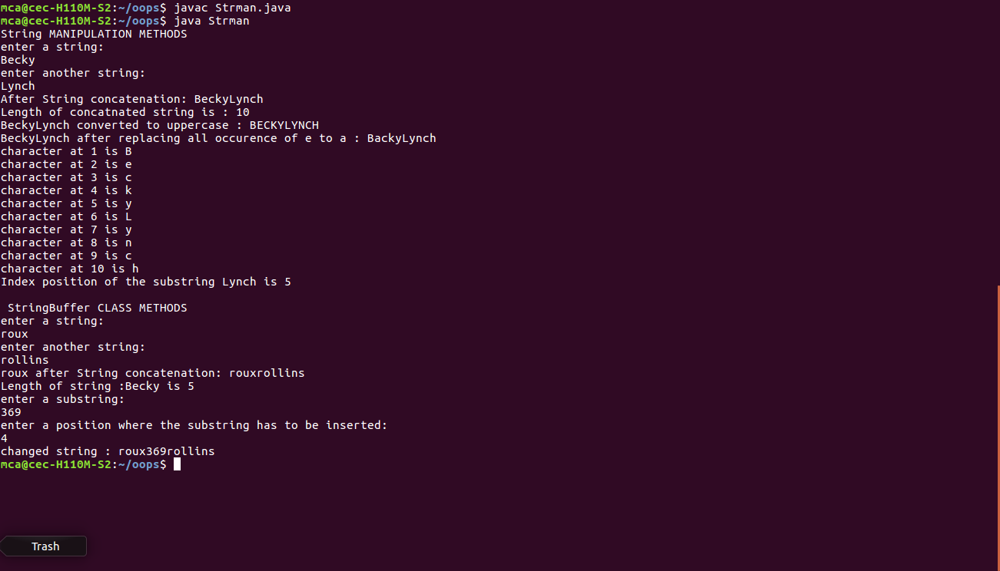 mca@cec-H110M-S2:~/oops$ javac Strman.java
mca@cec-H110M-S2:~/oops$ java Strman
String MANIPULATION METHODS
enter a string:
Becky
enter another string:
Lynch
After String concatenation: BeckyLynch
Length of concatnated string is : 10
BeckyLynch converted to uppercase : BECKYLYNCH
BeckyLynch after replacing all occurence of e to a : BackyLynch
character at 1 is B
character at 2 is e
character at 3 is c
character at 4 is k
character at 5 is y
character at 6 is L
character at 7 is y
character at 8 is n
character at 9 is c
character at 10 is h
Index position of the substring Lynch is 5

 StringBuffer CLASS METHODS
enter a string:
roux
enter another string:
rollins
roux after String concatenation: rouxrollins
Length of string :Becky is 5
enter a substring:
369
enter a position where the substring has to be inserted:
4
changed string : roux369rollins
mca@cec-H110M-S2:~/oops$
Trash